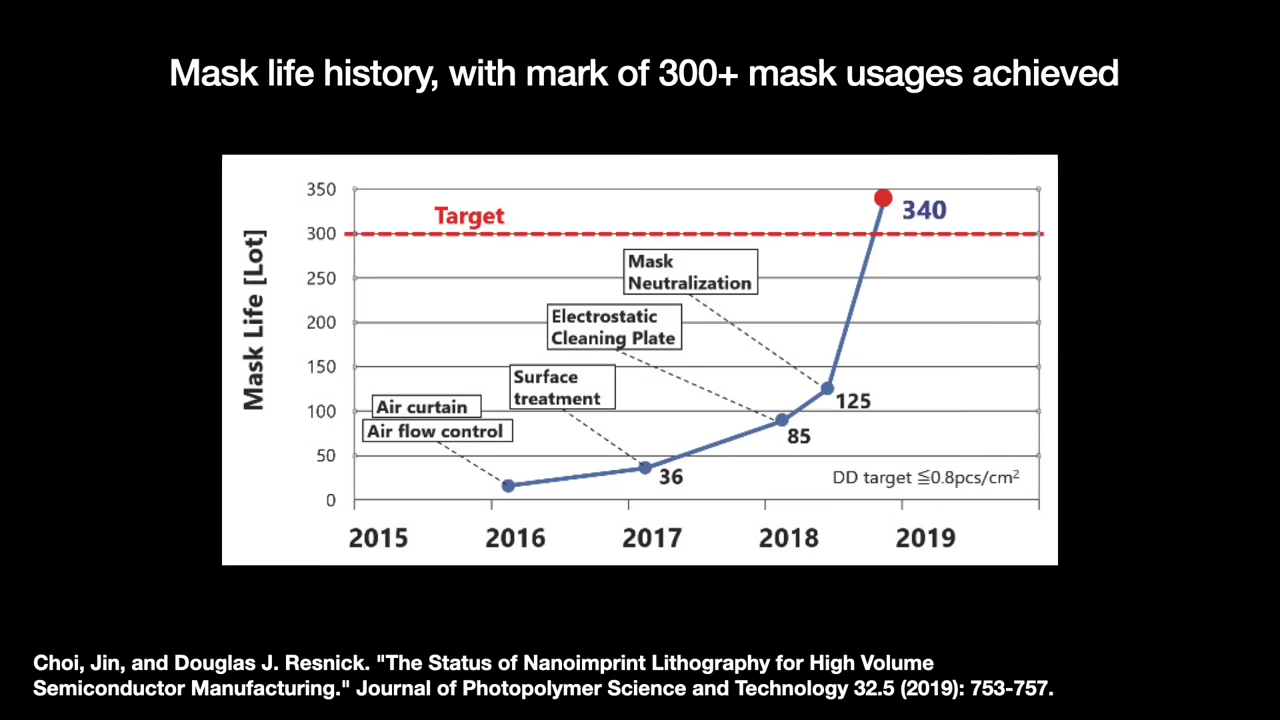 Mask life history, with mark of 300+ mask usages achieved
350
Target
340
300
Mask
Neutralization
250
Mask Life [Lot]
Electrostatic
Cleaning Plate
200
150
Surface
treatment
125
Air curtain
100
Air flow control
85
50
36
DD target ≦0.8pcs/cm²
0
2015 2016 2017 2018 2019
Choi, Jin, and Douglas J. Resnick. "The Status of Nanoimprint Lithography for High Volume
Semiconductor Manufacturing." Journal of Photopolymer Science and Technology 32.5 (2019): 753-757.